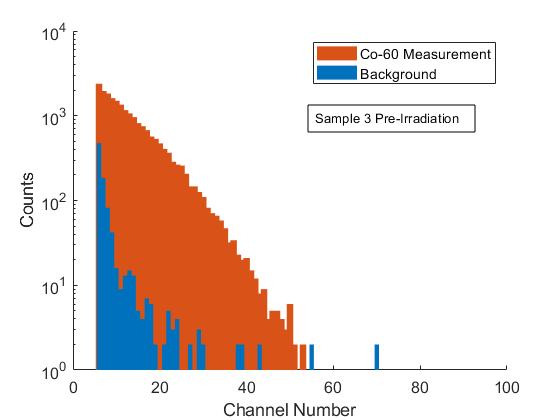 10^4
Co-60 Measurement
Background
10^3
Sample 3 Pre-Irradiation
10^2
Counts
10^1
10^0
0 20 40 60 80 100
Channel Number